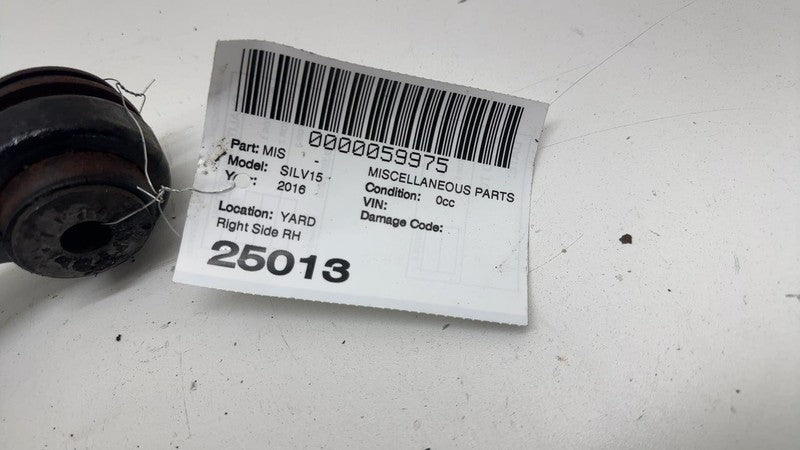 0000059975
Part: MIS - MISCELLANEOUS PARTS
Model: SILV15 Condition: 0cc
2016 VIN:
Location: YARD Damage Code:
Right Side RH
25013